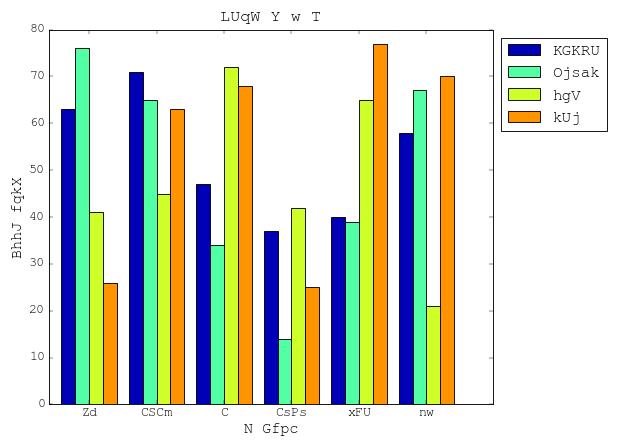 LUqW Y w T
80
70
60
50
40
30
20
10
0
BhhJ fqkX
Zd CSCm C CsPs xFU nw
N Gfpc
KGKRU
Ojsak
hgV
kUj